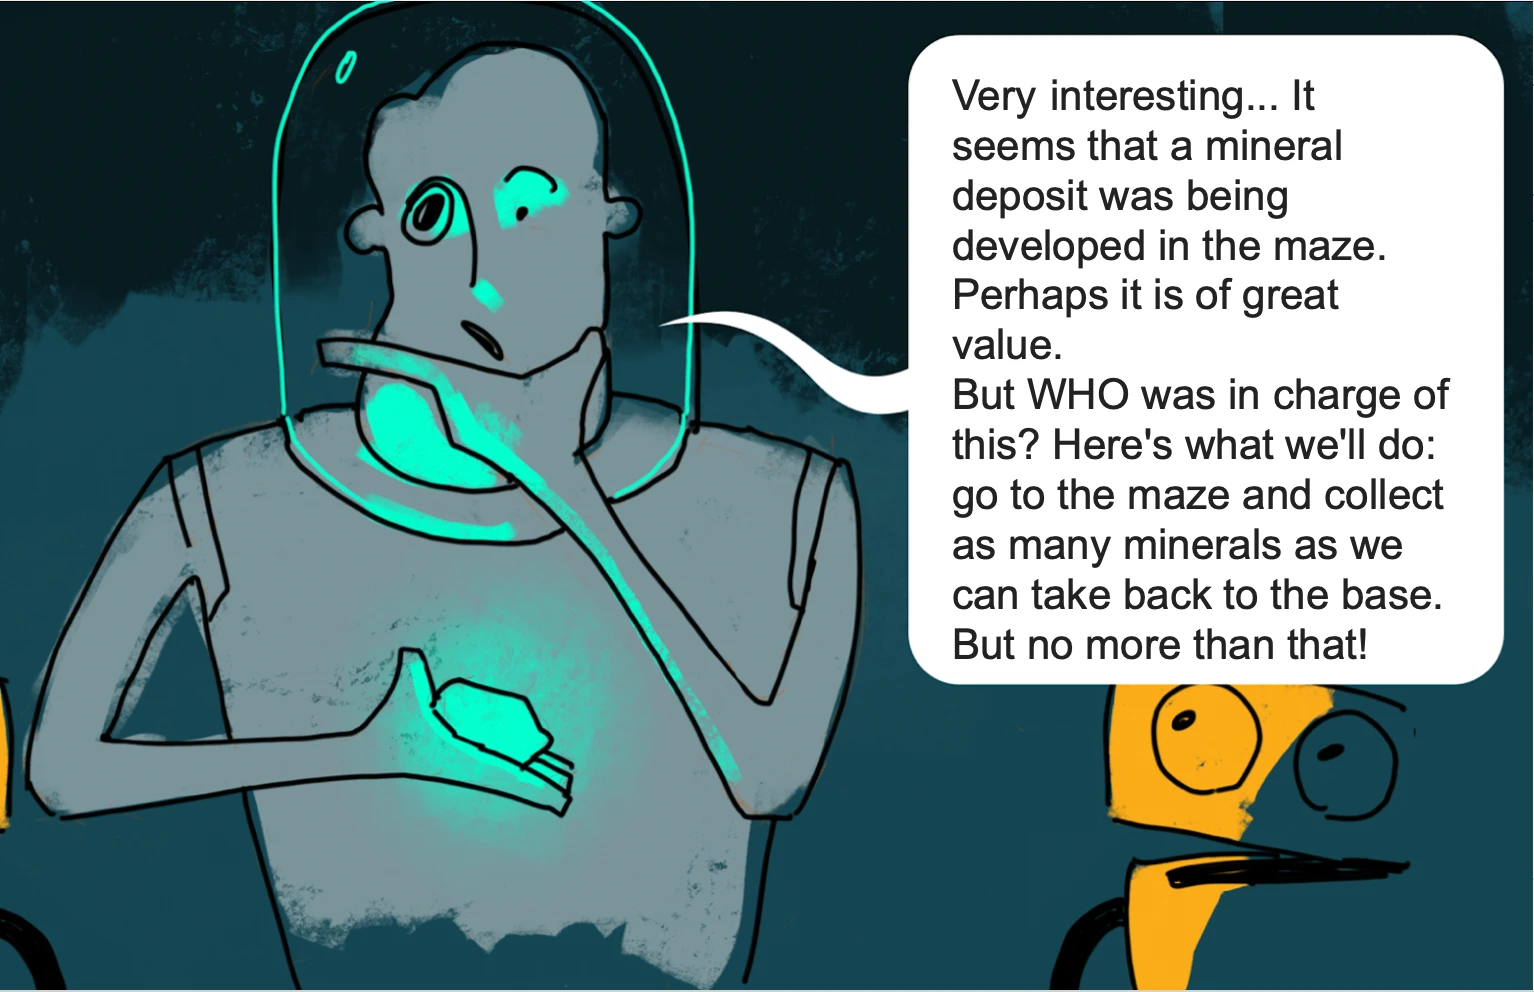 Very interesting... It
seems that a mineral
deposit was being
developed in the maze.
Perhaps it is of great
value.
But WHO was in charge of
this? Here's what we'll do:
go to the maze and collect
as many minerals as we
can take back to the base.
But no more than that!